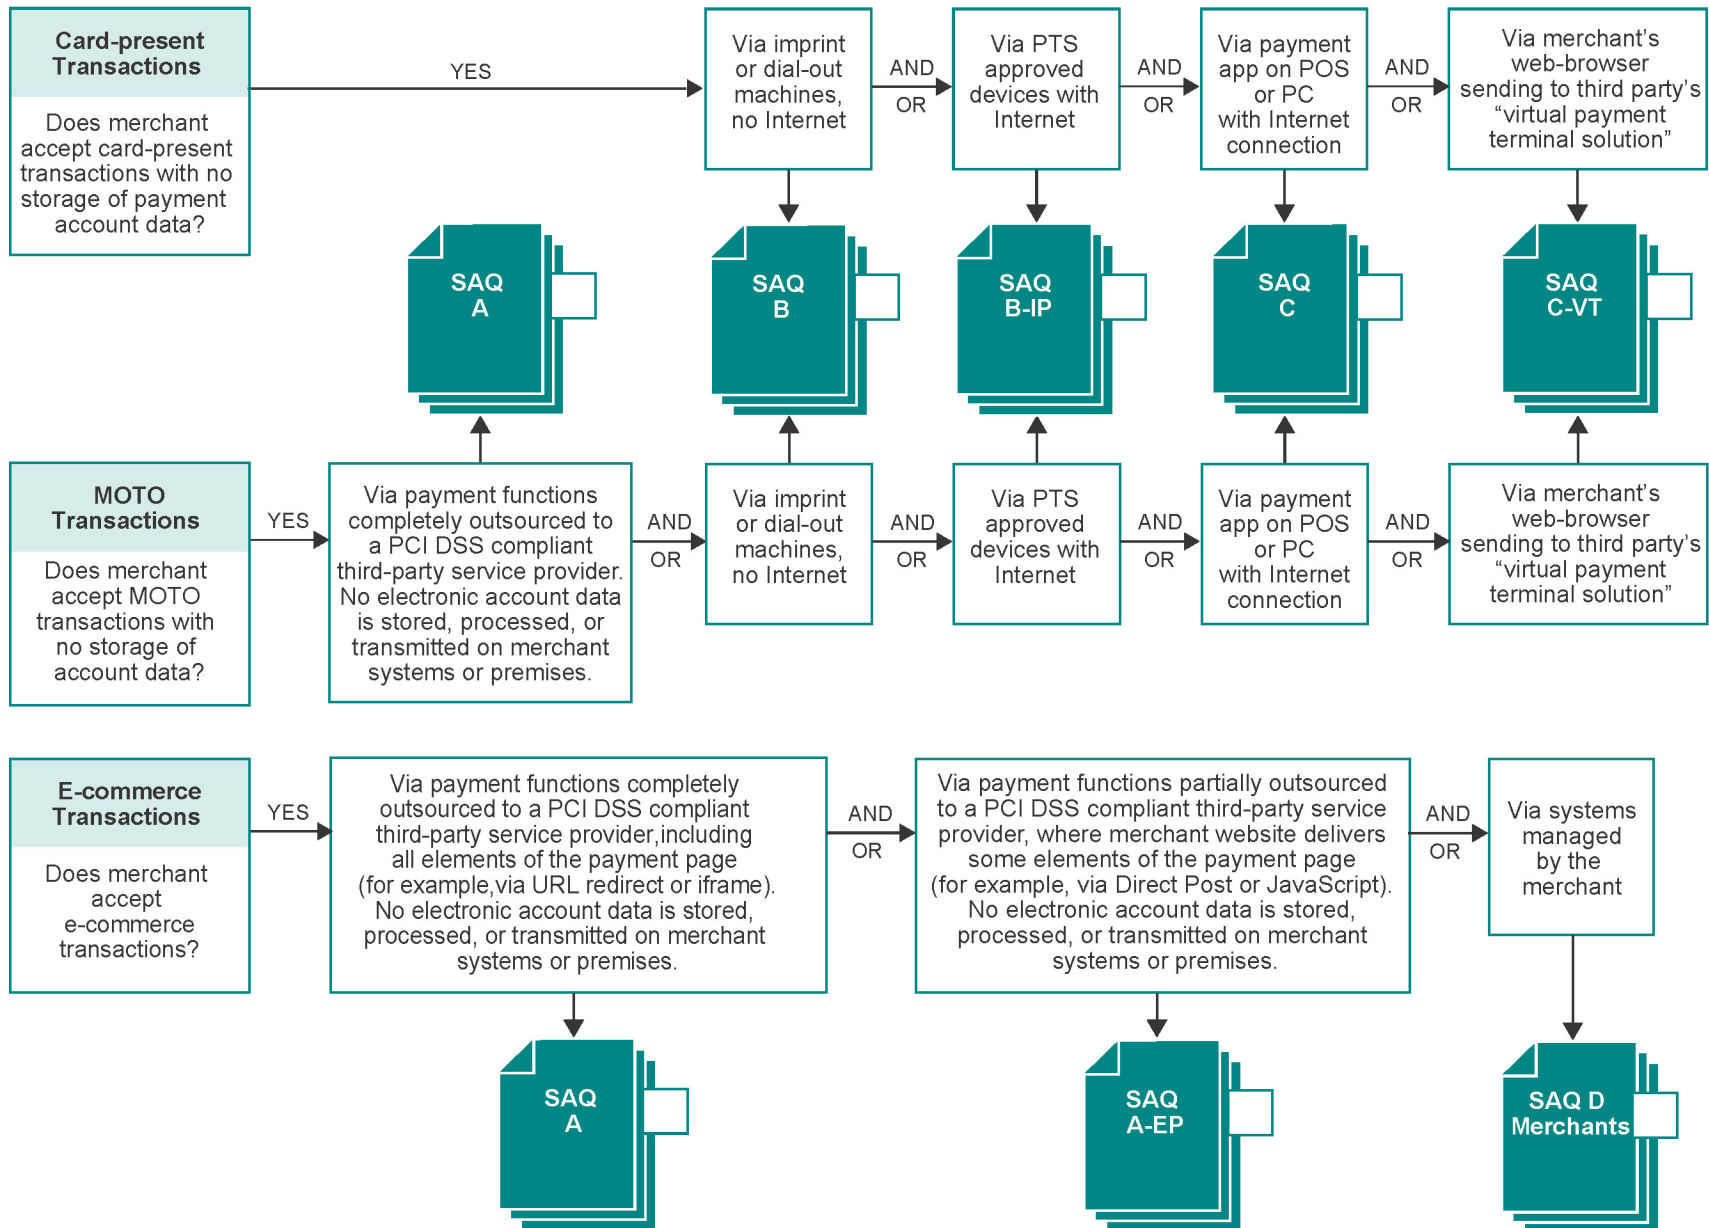 Card-present
Transactions
Does merchant
accept card-present
transactions with no
storage of payment
account data?
YES
Via imprint
or dial-out
machines,
no Internet
AND
OR
Via PTS
approved
devices with
Internet
AND
OR
Via payment
app on POS
or PC
with Internet
connection
AND
OR
Via merchant’s
web-browser
sending to third party’s
“virtual payment
terminal solution”
SAQ
A
SAQ
B
SAQ
B-IP
SAQ
C
SAQ
C-VT
MOTO
Transactions
Does merchant
accept MOTO
transactions with
no storage of
account data?
YES
Via payment functions
completely outsourced to
a PCI DSS compliant
third-party service provider.
No electronic account data
is stored, processed, or
transmitted on merchant
systems or premises.
AND
OR
Via imprint
or dial-out
machines,
no Internet
AND
OR
Via PTS
approved
devices with
Internet
AND
OR
Via payment
app on POS
or PC
with Internet
connection
AND
OR
Via merchant’s
web-browser
sending to third party’s
“virtual payment
terminal solution”
E-commerce
Transactions
Does merchant
accept
e-commerce
transactions?
YES
Via payment functions completely
outsourced to a PCI DSS compliant
third-party service provider,including
all elements of the payment page
(for example,via URL redirect or iframe).
No electronic account data is stored,
processed, or transmitted on merchant
systems or premises.
AND
OR
Via payment functions partially outsourced
to a PCI DSS compliant third-party service
provider, where merchant website delivers
some elements of the payment page
(for example, via Direct Post or JavaScript).
No electronic account data is stored,
processed, or transmitted on merchant
systems or premises.
AND
OR
Via systems
managed
by the
merchant
SAQ
A
SAQ
A-EP
SAQ D
Merchants